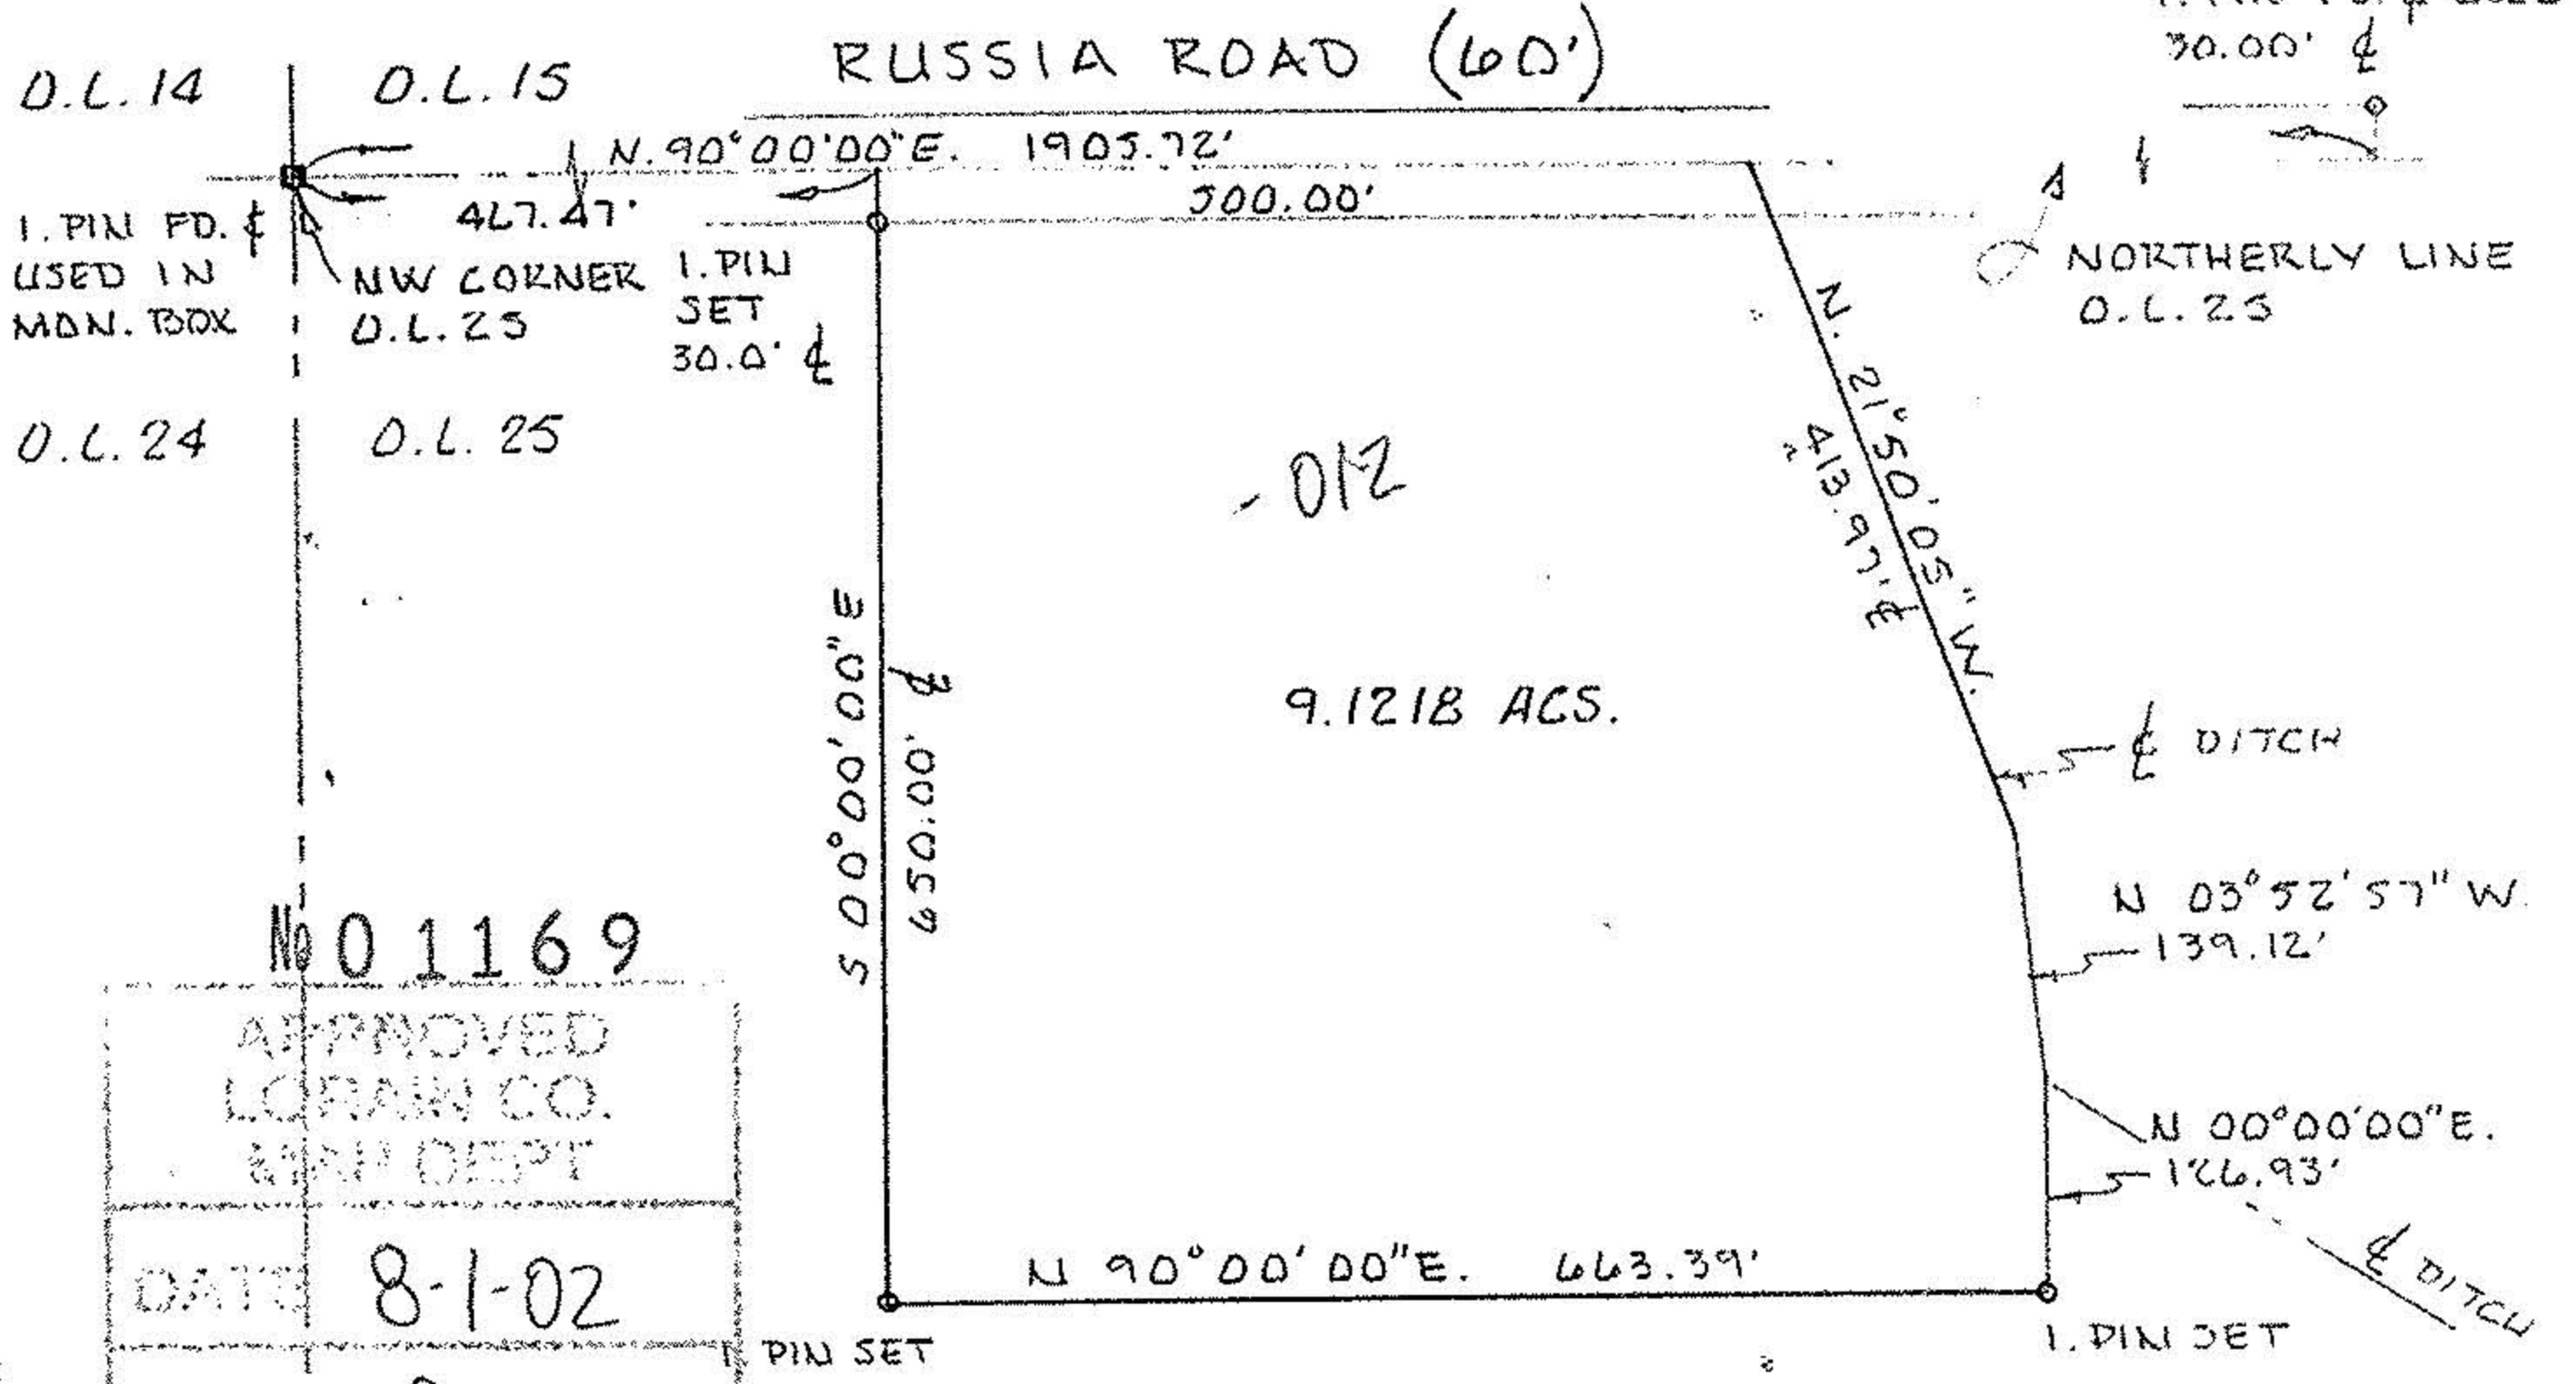 RUSSIA ROAD (60')
30.00' ℄
O.L. 14
O.L. 15
N. 90°00'00"E. 1905.72'
467.47'
500.00'
I. PIN FD. ¢
USED IN
MON. BOX
NW CORNER
O.L. 25
I. PIN
SET
30.0' ℄
NORTHERLY LINE
O.L. 25
O.L. 24
O.L. 25
N. 21°50'05" W.
413.97' ℄
-012
9.1218 ACS.
S 00°00'00"E
650.00'
℄ DITCH
N 03°52'57" W.
139.12'
No 01169
APPROVED
LORAIN CO.
MAP DEPT
DATE 8-1-02
N 00°00'00"E.
126.93'
N 90°00'00"E. 663.39'
℄ DITCH
I. PIN SET
I. PIN SET